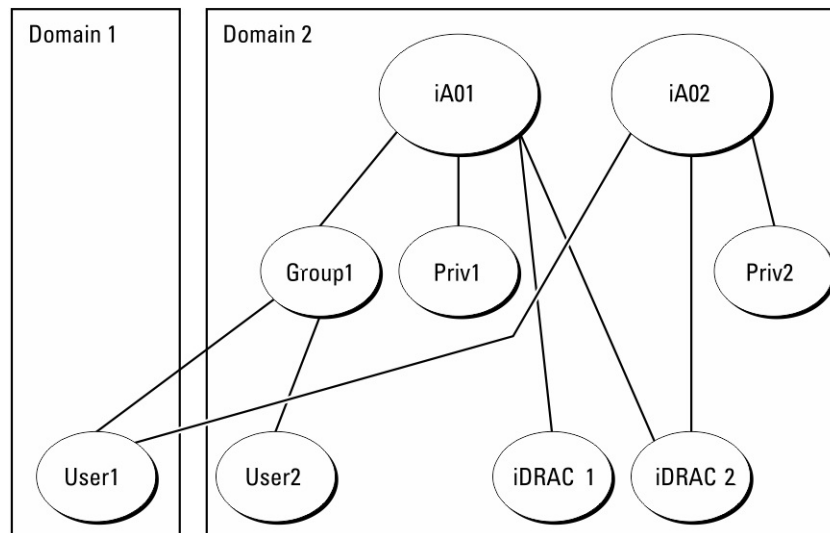 Domain 1
Domain 2
iA01
iA02
Group1
Priv1
Priv2
User1
User2
iDRAC 1
iDRAC 2